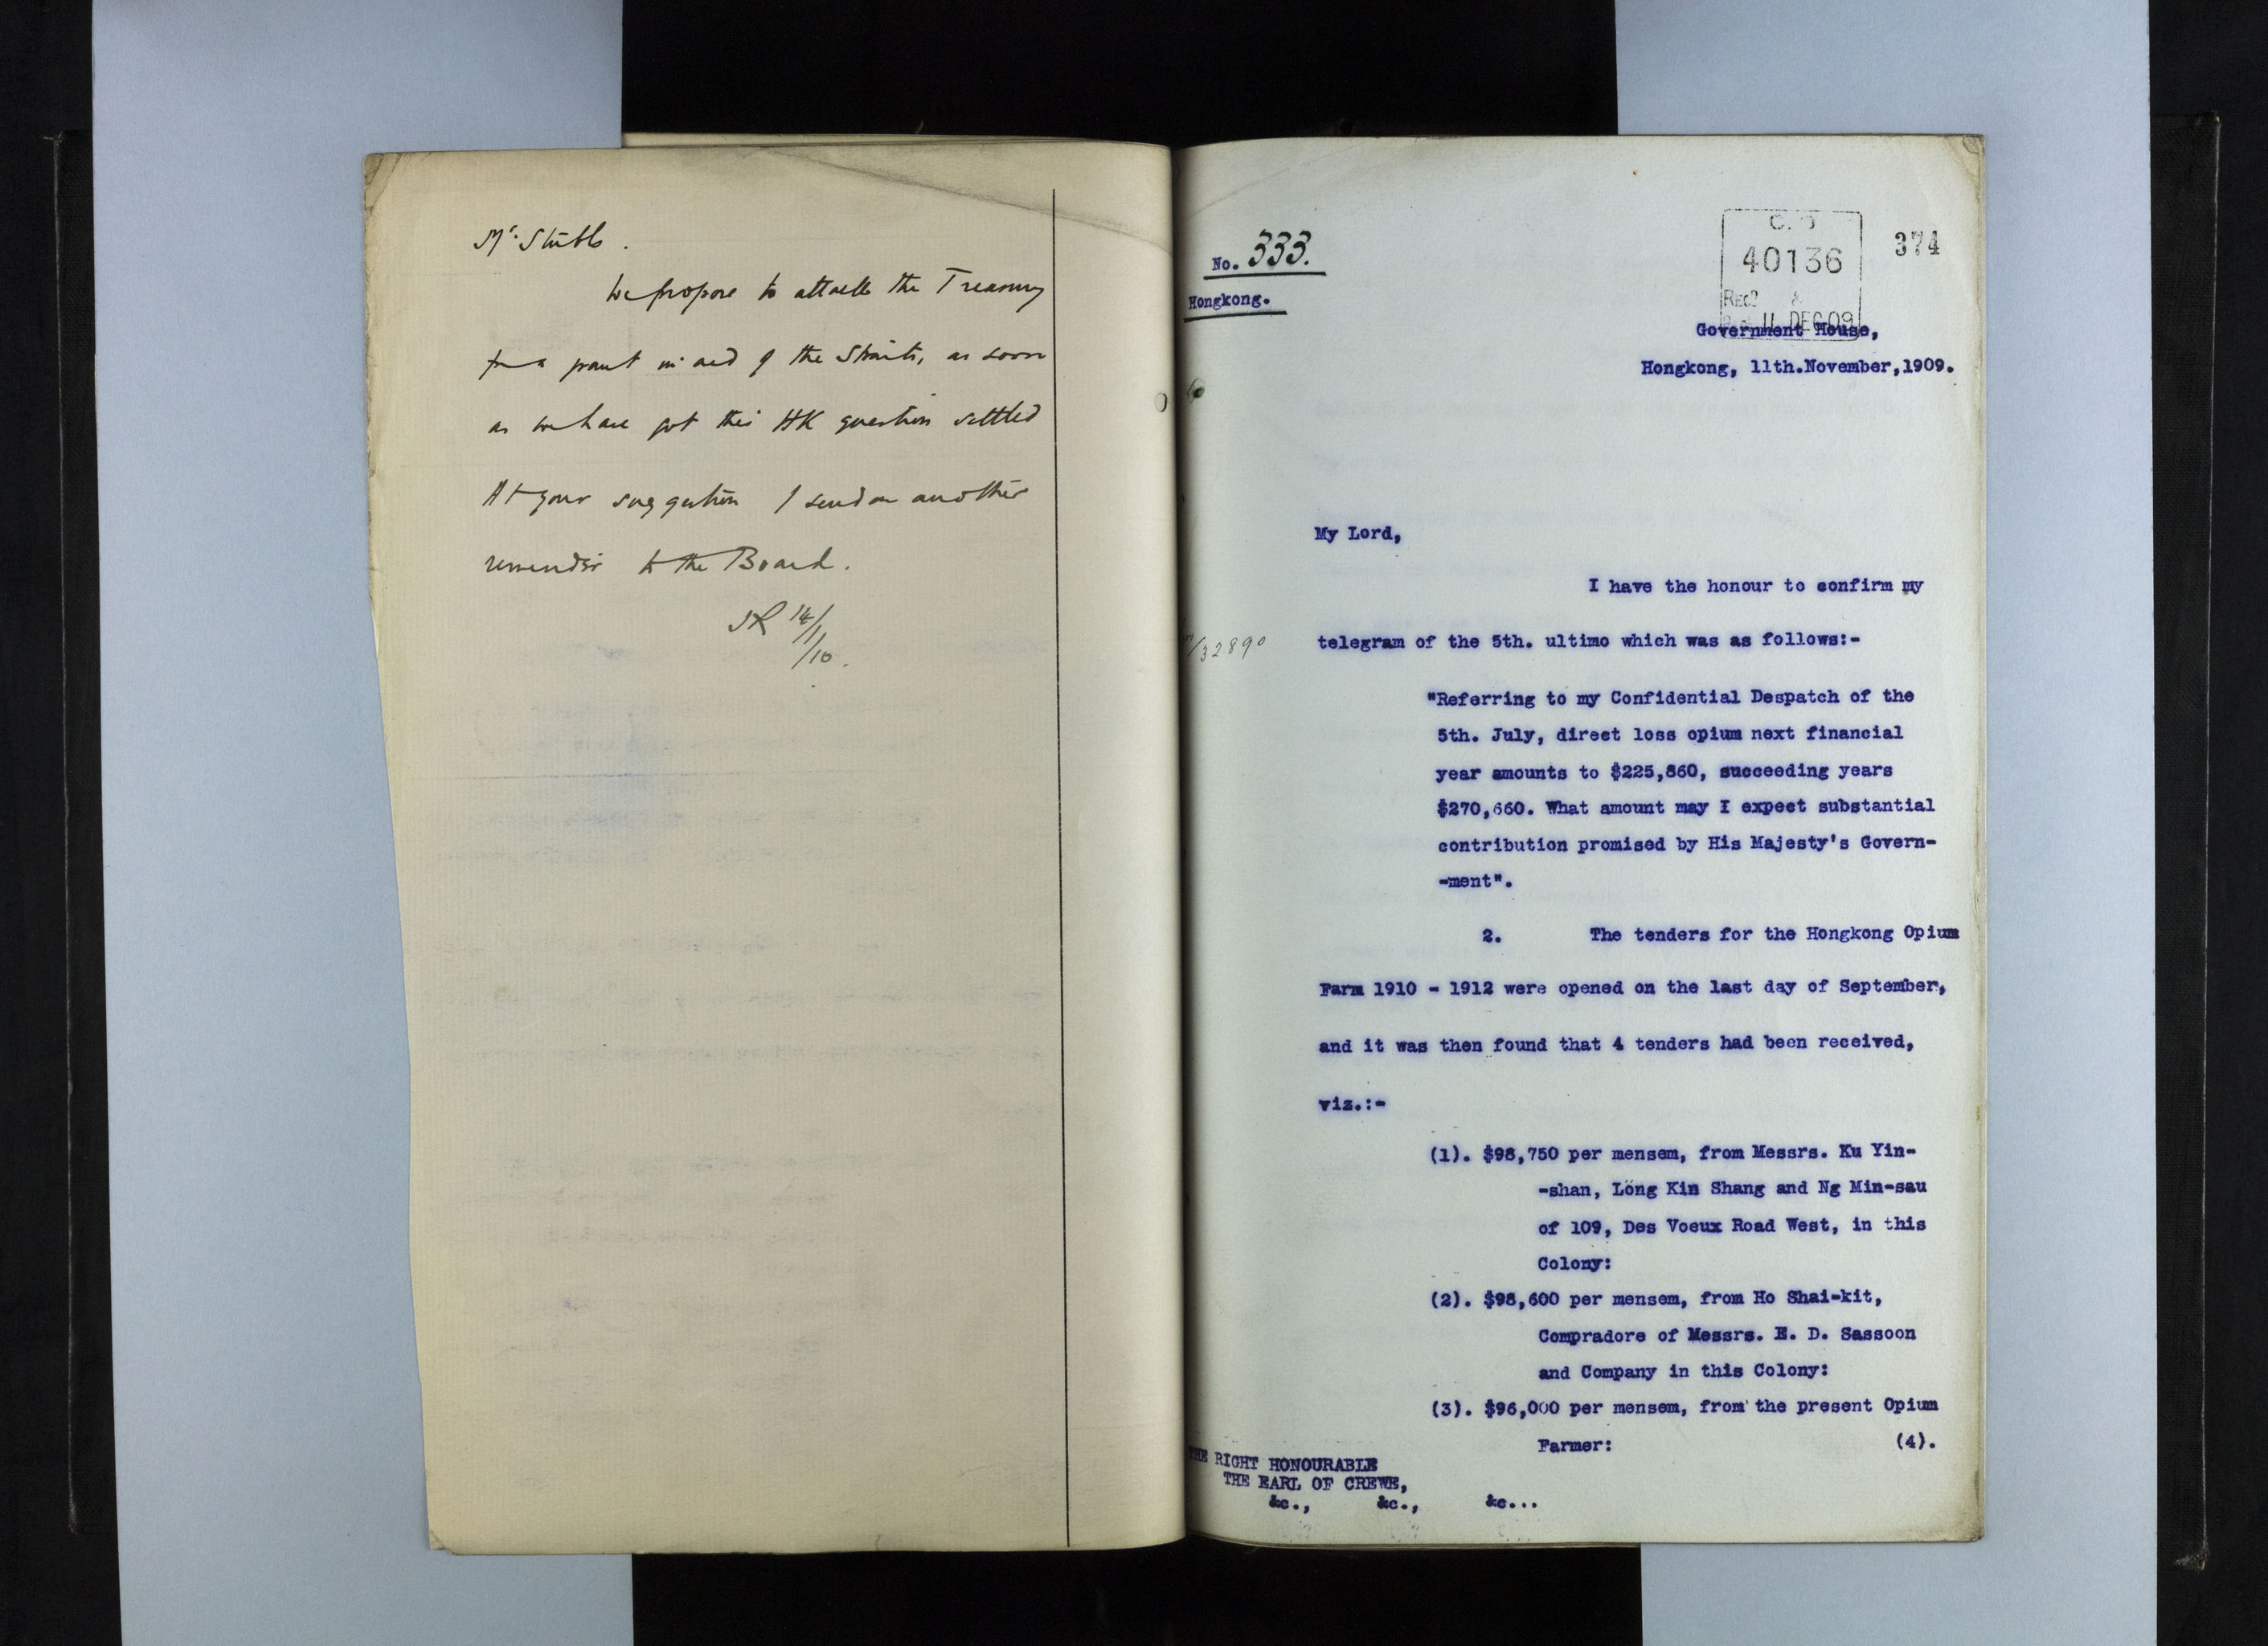 Mr. Stubbs.
We propose to attack the Treasury
for a grant in aid of the Straits, as soon
as we have got this HK question settled
At your suggestion I send on another
reminder to the Board.
14/1/10.
No. 333.
Hongkong.
C.O
40136
RECD
11 DEC 09
374
Government House,
Hongkong, 11th.November,1909.
My Lord,
I have the honour to confirm my
telegram of the 5th. ultimo which was as follows:-
/32890
"Referring to my Confidential Despatch of the
5th. July, direct loss opium next financial
year amounts to $225,860, succeeding years
$270,660. What amount may I expect substantial
contribution promised by His Majesty's Govern-
-ment".
2. The tenders for the Hongkong Opium
Farm 1910 - 1912 were opened on the last day of September,
and it was then found that 4 tenders had been received,
viz.:-
(1). $98,750 per mensem, from Messrs. Ku Yin-
-shan, Löng Kin Shang and Ng Min-sau
of 109, Des Voeux Road West, in this
Colony:
(2). $98,600 per mensem, from Ho Shai-kit,
Compradore of Messrs. E. D. Sassoon
and Company in this Colony:
(3). $96,000 per mensem, from the present Opium
Farmer: (4).
THE RIGHT HONOURABLE
THE EARL OF CREWE,
&c., &c., &c...